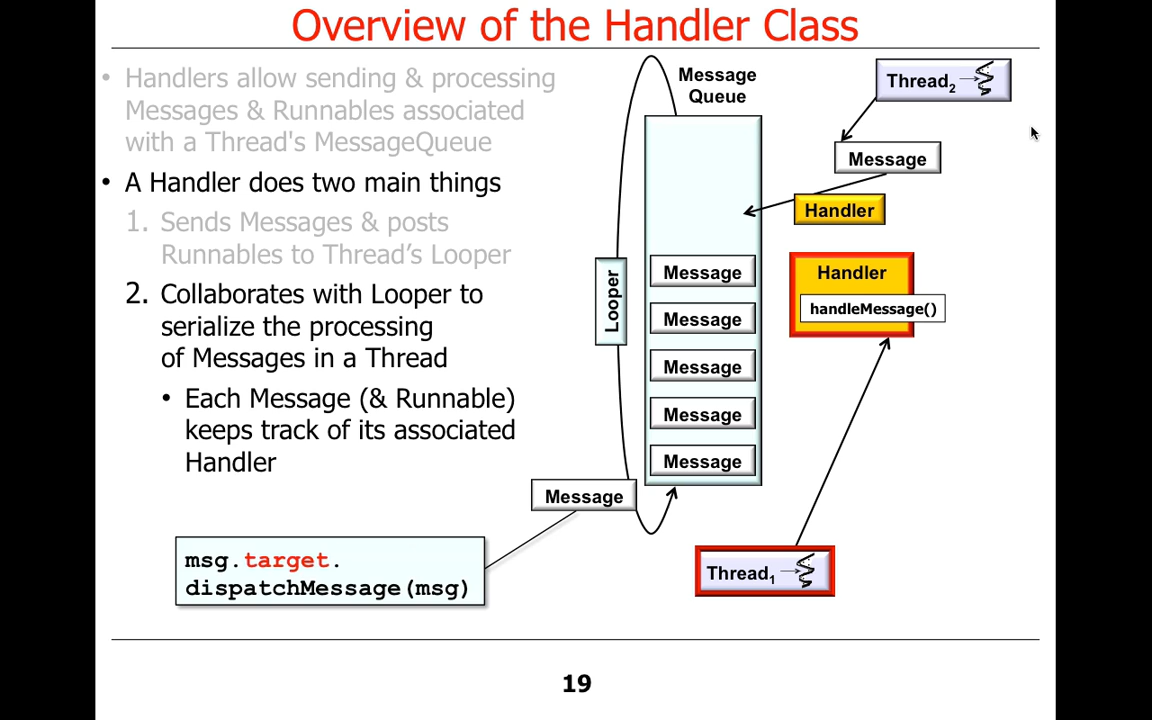 Overview of the Handler Class
• Handlers allow sending & processing
Messages & Runnables associated
with a Thread's MessageQueue
• A Handler does two main things
1. Sends Messages & posts
Runnables to Thread’s Looper
2. Collaborates with Looper to
serialize the processing
of Messages in a Thread
• Each Message (& Runnable)
keeps track of its associated
Handler
msg.target.
dispatchMessage(msg)
Message
Looper
Message
Queue
Message
Message
Message
Message
Message
Thread2
Message
Handler
Handler
handleMessage()
Thread1
19